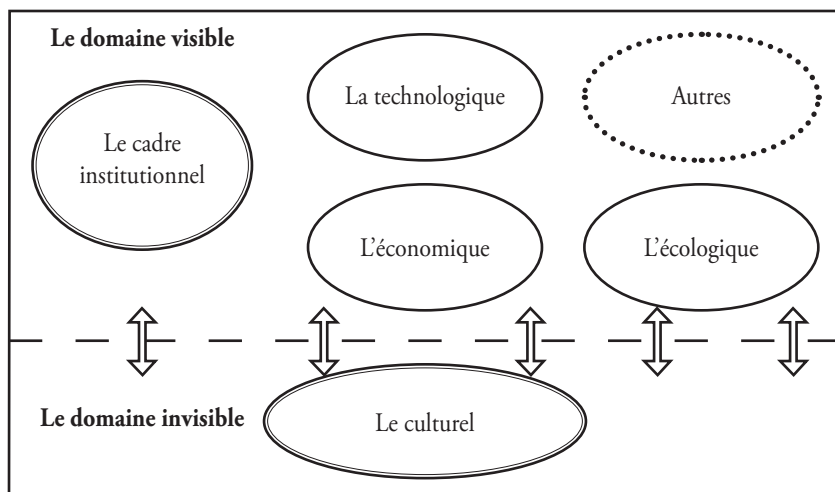 Le domaine visible
Le cadre
institutionnel
La technologique
Autres
L’économique
L’écologique
Le domaine invisible
Le culturel